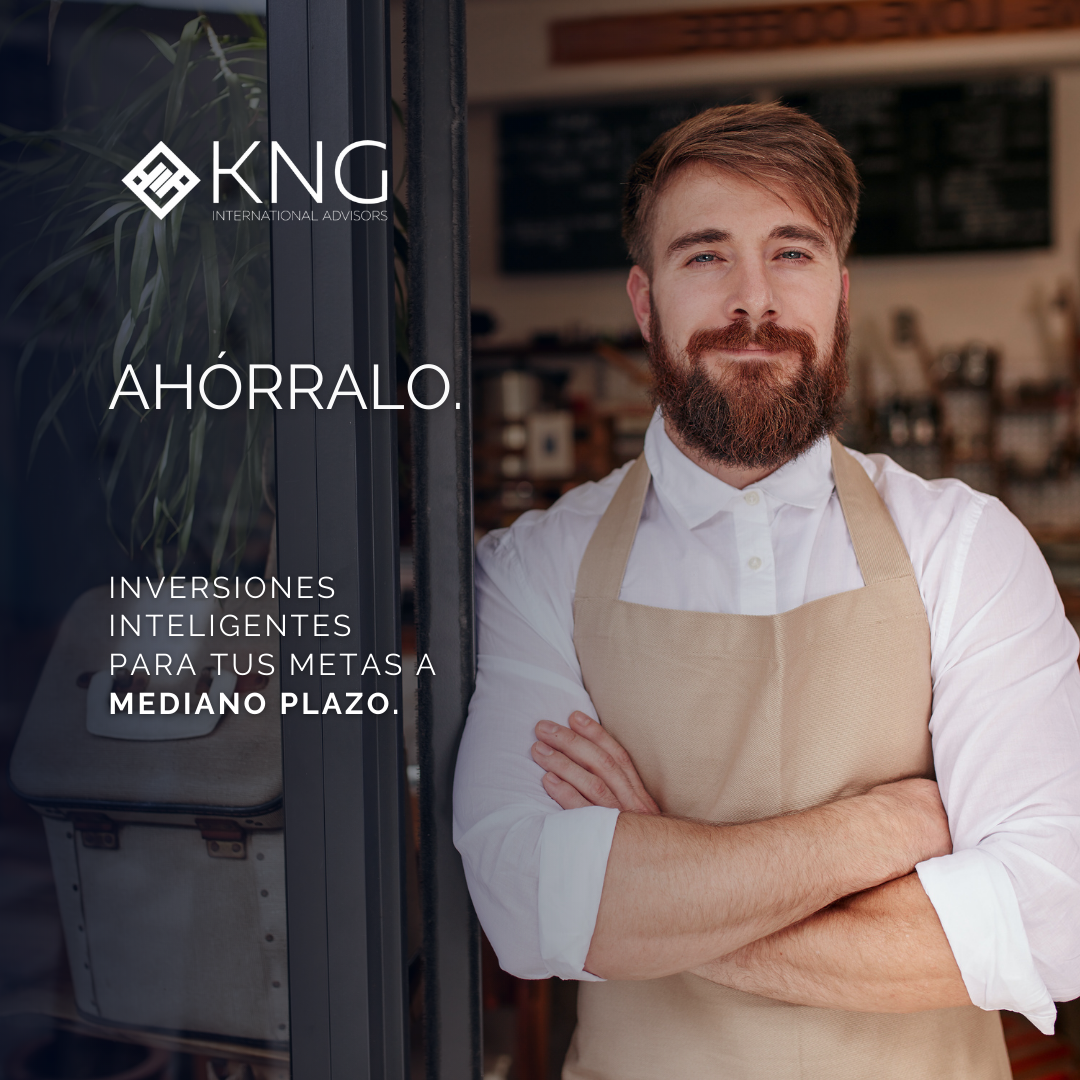 KNG
INTERNATIONAL ADVISORS
AHÓRRALO.
INVERSIONES
INTELIGENTES
PARA TUS METAS A
MEDIANO PLAZO.